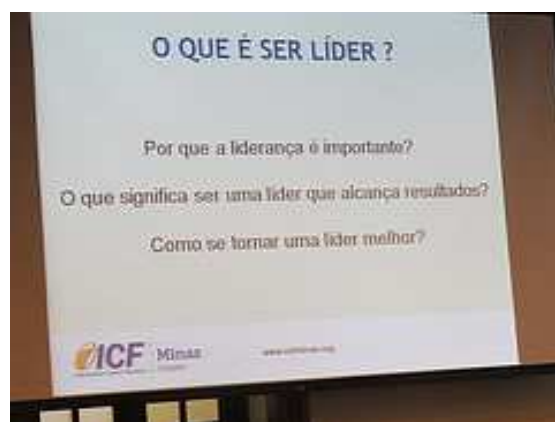 O QUE É SER LÍDER ?
Por que a liderança é importante?
O que significa ser uma líder que alcança resultados?
Como se tornar uma líder melhor?
ICF Minas